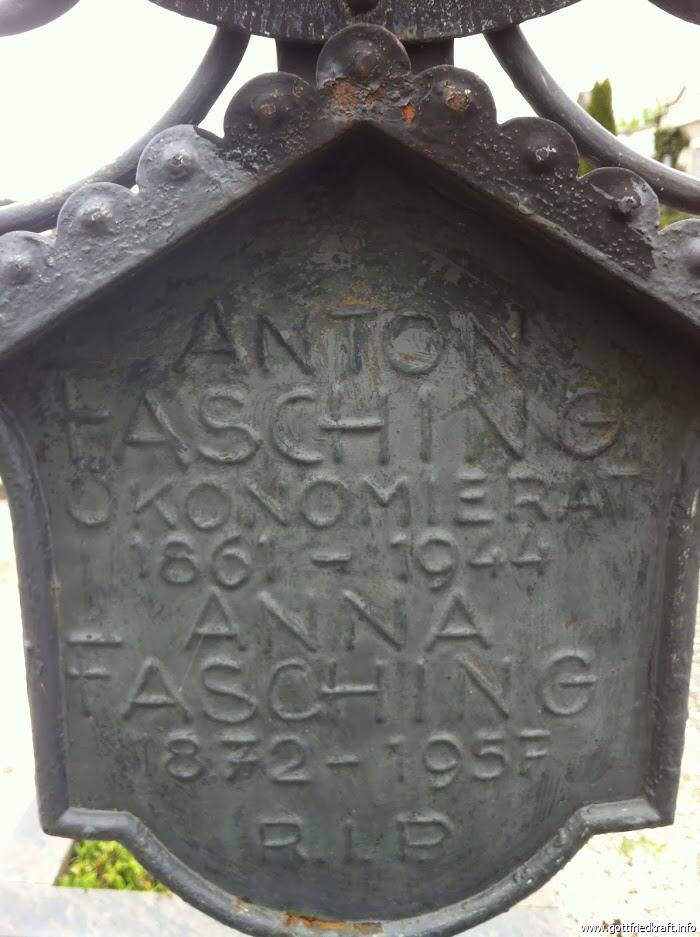 ANTON
FASCHING
ÖKONOMIERAT
1861 - 1944
ANNA
FASCHING
1872 - 1957
R.I.P.
www.gottfriedkraft.info